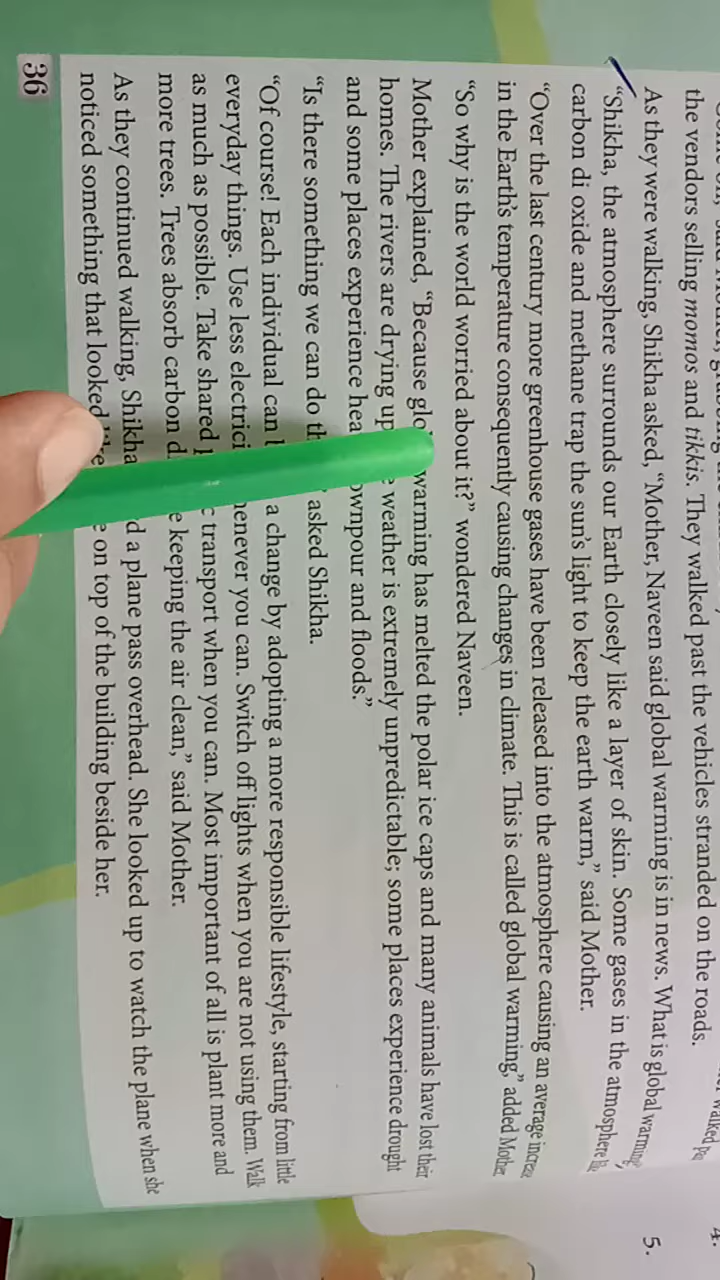 the vendors selling momos and tikkis. They walked past the vehicles stranded on the roads.
As they were walking, Shikha asked, “Mother, Naveen said global warming is in news. What is global warming
“Shikha, the atmosphere surrounds our Earth closely like a layer of skin. Some gases in the atmosphere
carbon di oxide and methane trap the sun's light to keep the earth warm,” said Mother.
“Over the last century more greenhouse gases have been released into the atmosphere causing an average increase
in the Earth's temperature consequently causing changes in climate. This is called global warming,” added Mother.
“So why is the world worried about it?” wondered Naveen.
Mother explained, “Because warming has melted the polar ice caps and many animals have lost their
homes. The rivers are drying up weather is extremely unpredictable; some places experience drought
and some places experience and floods.”
“Is there something we can do asked Shikha.
“Of course! Each individual can a change by adopting a more responsible lifestyle, starting from little
everyday things. Use less whenever you can. Switch off lights when you are not using them. Walk
as much as possible. Take shared transport when you can. Most important of all is plant more and
more trees. Trees absorb carbon keeping the air clean,” said Mother.
As they continued walking, Shikha a plane pass overhead. She looked up to watch the plane when she
noticed something that looked on top of the building beside her.
36
5.
4.
walked